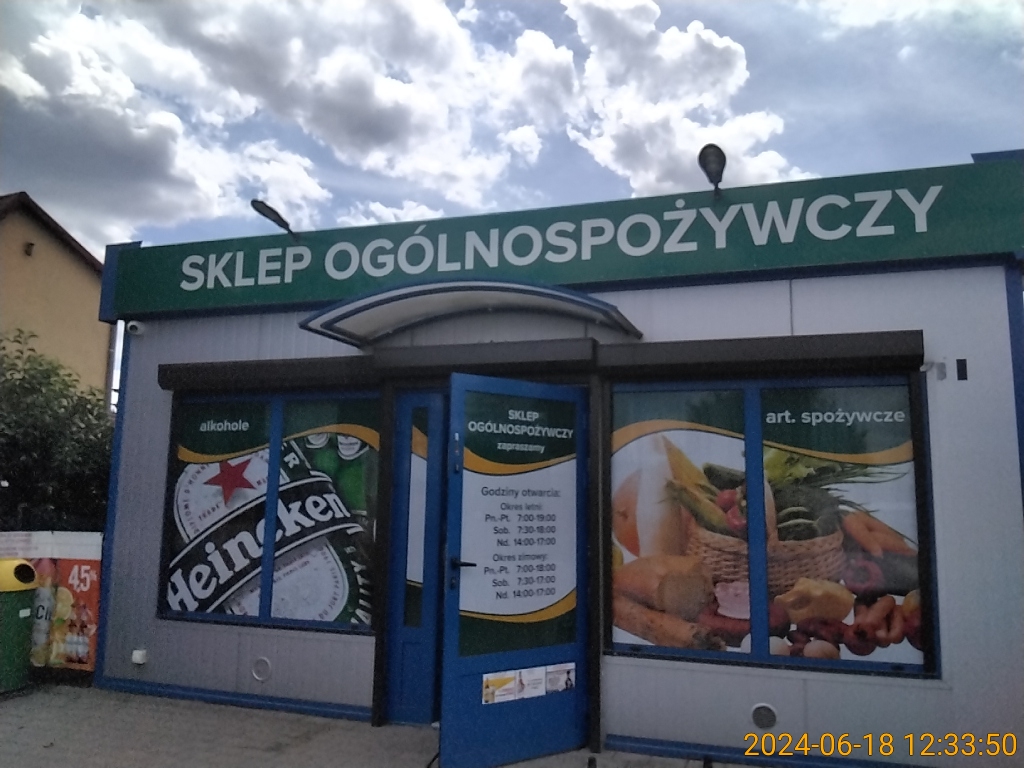 SKLEP OGÓLNOSPOŻYWCZY
alkohole
Heineken
SKLEP
OGÓLNOSPOŻYWCZY
zapraszamy
Godziny otwarcia:
Okres letni
Pn.-Pt. 7:00-19:00
Sob. 7:30-18:00
Nd. 14:00-17:00
Okres zimowy:
Pn.-Pt. 7:00-18:00
Sob. 7:30-17:00
Nd. 14:00-17:00
art. spożywcze
4,5%
2024-06-18 12:33:50